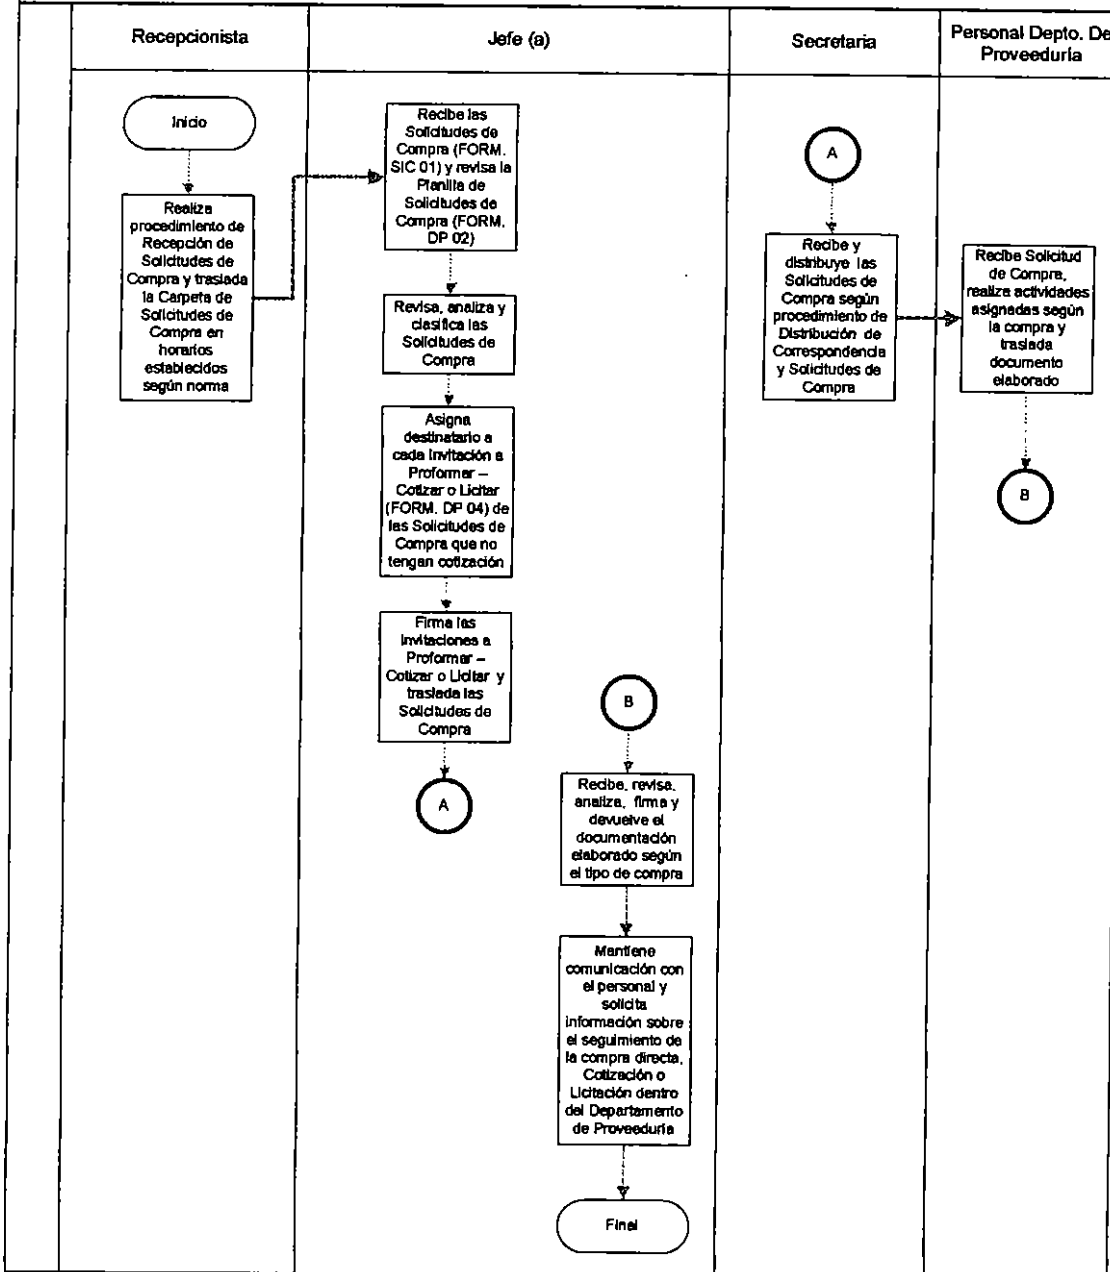 Recepcionista
Jefe (a)
Secretaria
Personal Depto. De
Proveeduría
Inicio
Realiza
procedimiento de
Recepción de
Solicitudes de
Compra y traslada
la Carpeta de
Solicitudes de
Compra en
horarios
establecidos
según norma
Recibe las
Solicitudes de
Compra (FORM.
SIC 01) y revisa la
Planilla de
Solicitudes de
Compra (FORM.
DP 02)
Revisa, analiza y
clasifica las
Solicitudes de
Compra
Asigna
destinatario a
cada Invitación a
Proformar –
Cotizar o Licitar
(FORM. DP 04) de
las Solicitudes de
Compra que no
tengan cotización
Firma las
Invitaciones a
Proformar –
Cotizar o Licitar y
traslada las
Solicitudes de
Compra
A
A
Recibe y
distribuye las
Solicitudes de
Compra según
procedimiento de
Distribución de
Correspondencia
y Solicitudes de
Compra
Recibe Solicitud
de Compra,
realiza actividades
asignadas según
la compra y
traslada
documento
elaborado
B
B
Recibe, revisa,
analiza, firma y
devuelve el
documentación
elaborado según
el tipo de compra
Mantiene
comunicación con
el personal y
solicita
información sobre
el seguimiento de
la compra directa,
Cotización o
Licitación dentro
del Departamento
de Proveeduría
Final